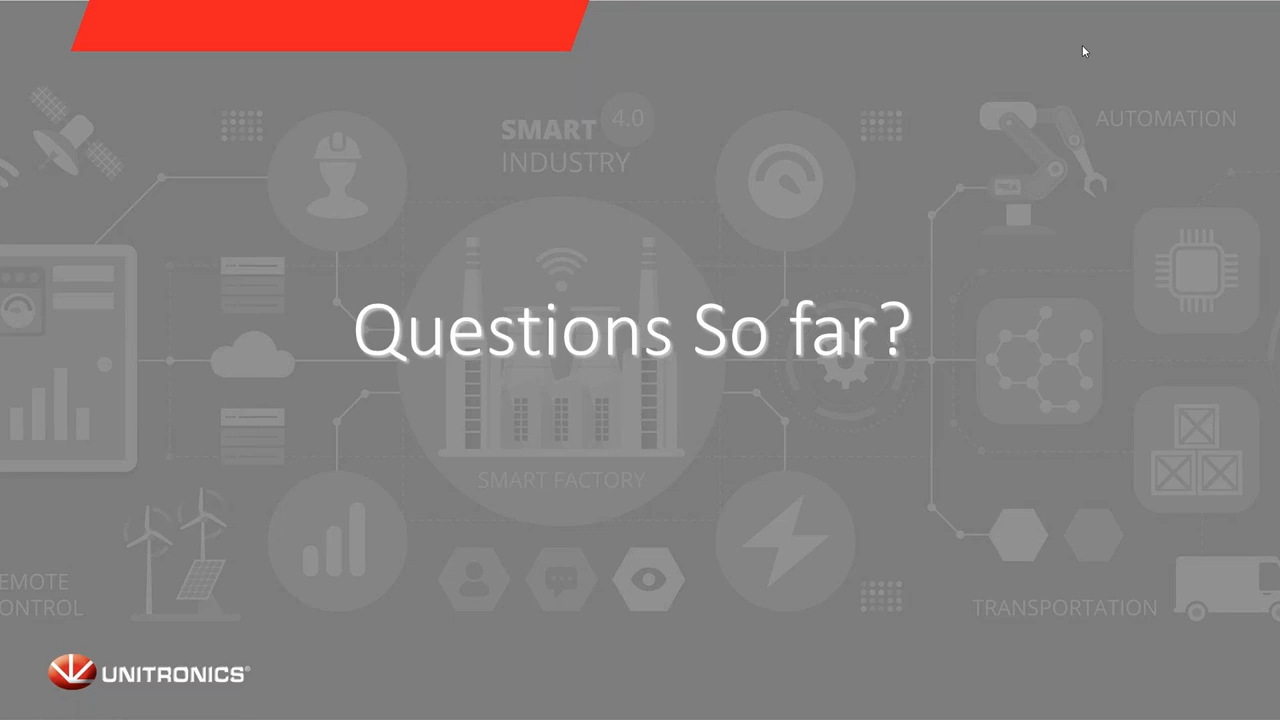 SMART 4.0
INDUSTRY
AUTOMATION
Questions So far?
SMART FACTORY
EMOTE
ONTROL
TRANSPORTATION
UNITRONICS®